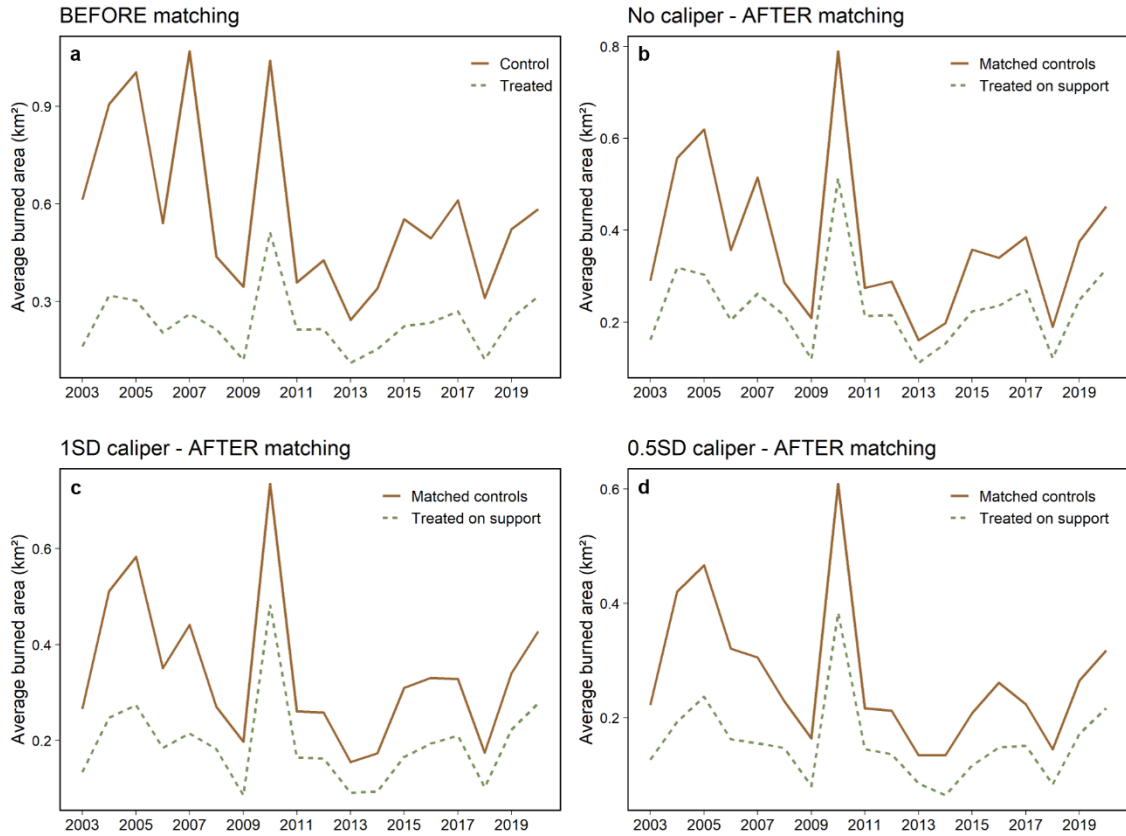 BEFORE matching
a
Control
Treated
Average burned area (km²)
0.9
0.6
0.3
2003 2005 2007 2009 2011 2013 2015 2017 2019
No caliper - AFTER matching
b
Matched controls
Treated on support
Average burned area (km²)
0.8
0.6
0.4
0.2
2003 2005 2007 2009 2011 2013 2015 2017 2019
1SD caliper - AFTER matching
c
Matched controls
Treated on support
Average burned area (km²)
0.6
0.4
0.2
2003 2005 2007 2009 2011 2013 2015 2017 2019
0.5SD caliper - AFTER matching
d
Matched controls
Treated on support
Average burned area (km²)
0.6
0.4
0.2
2003 2005 2007 2009 2011 2013 2015 2017 2019